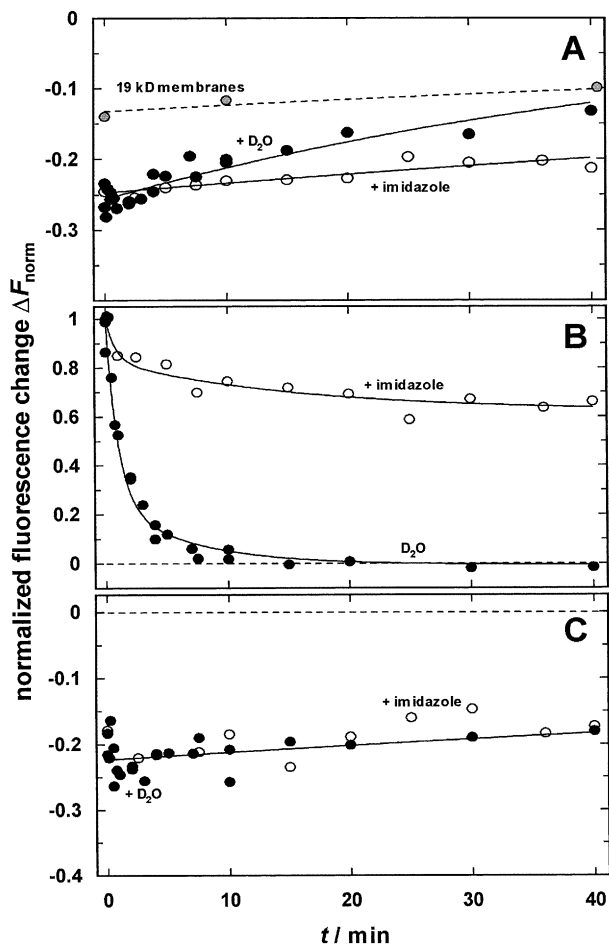 0
A
-0.1
19 kD membranes
+ D₂O
-0.2
+ imidazole
-0.3
normalized fluorescence change ΔFnorm
1
B
0.8
+ imidazole
0.6
0.4
0.2
D₂O
0
0
C
-0.1
+ imidazole
-0.2
+ D₂O
-0.3
-0.4
0 10 20 30 40
t / min